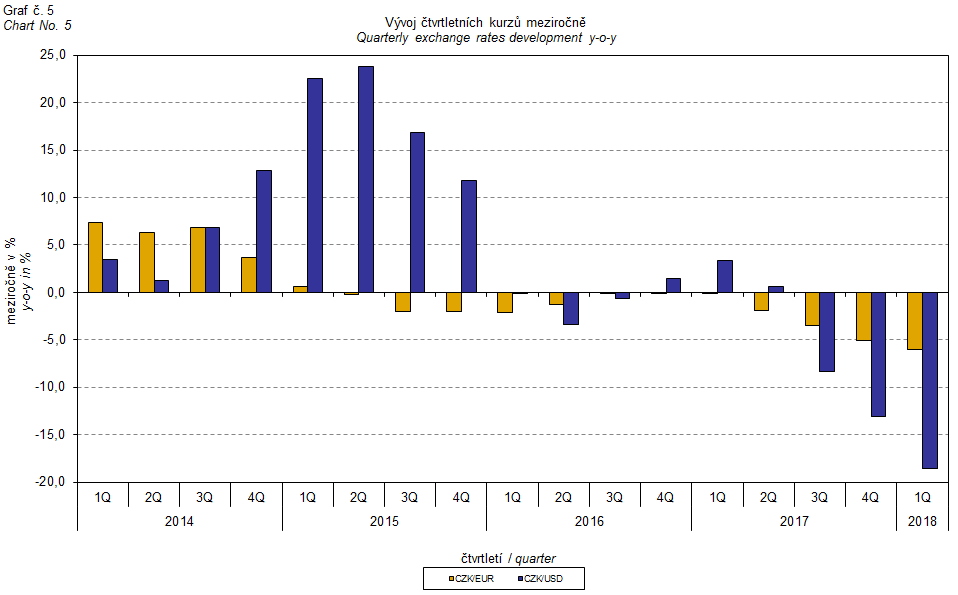 Graf č. 5
Chart No. 5
Vývoj čtvrtletních kurzů meziročně
Quarterly exchange rates development y-o-y
25,0
20,0
15,0
10,0
5,0
0,0
-5,0
-10,0
-15,0
-20,0
meziročně v %
y-o-y in %
1Q 2Q 3Q 4Q 1Q 2Q 3Q 4Q 1Q 2Q 3Q 4Q 1Q 2Q 3Q 4Q 1Q
2014 2015 2016 2017 2018
čtvrtletí / quarter
CZK/EUR CZK/USD